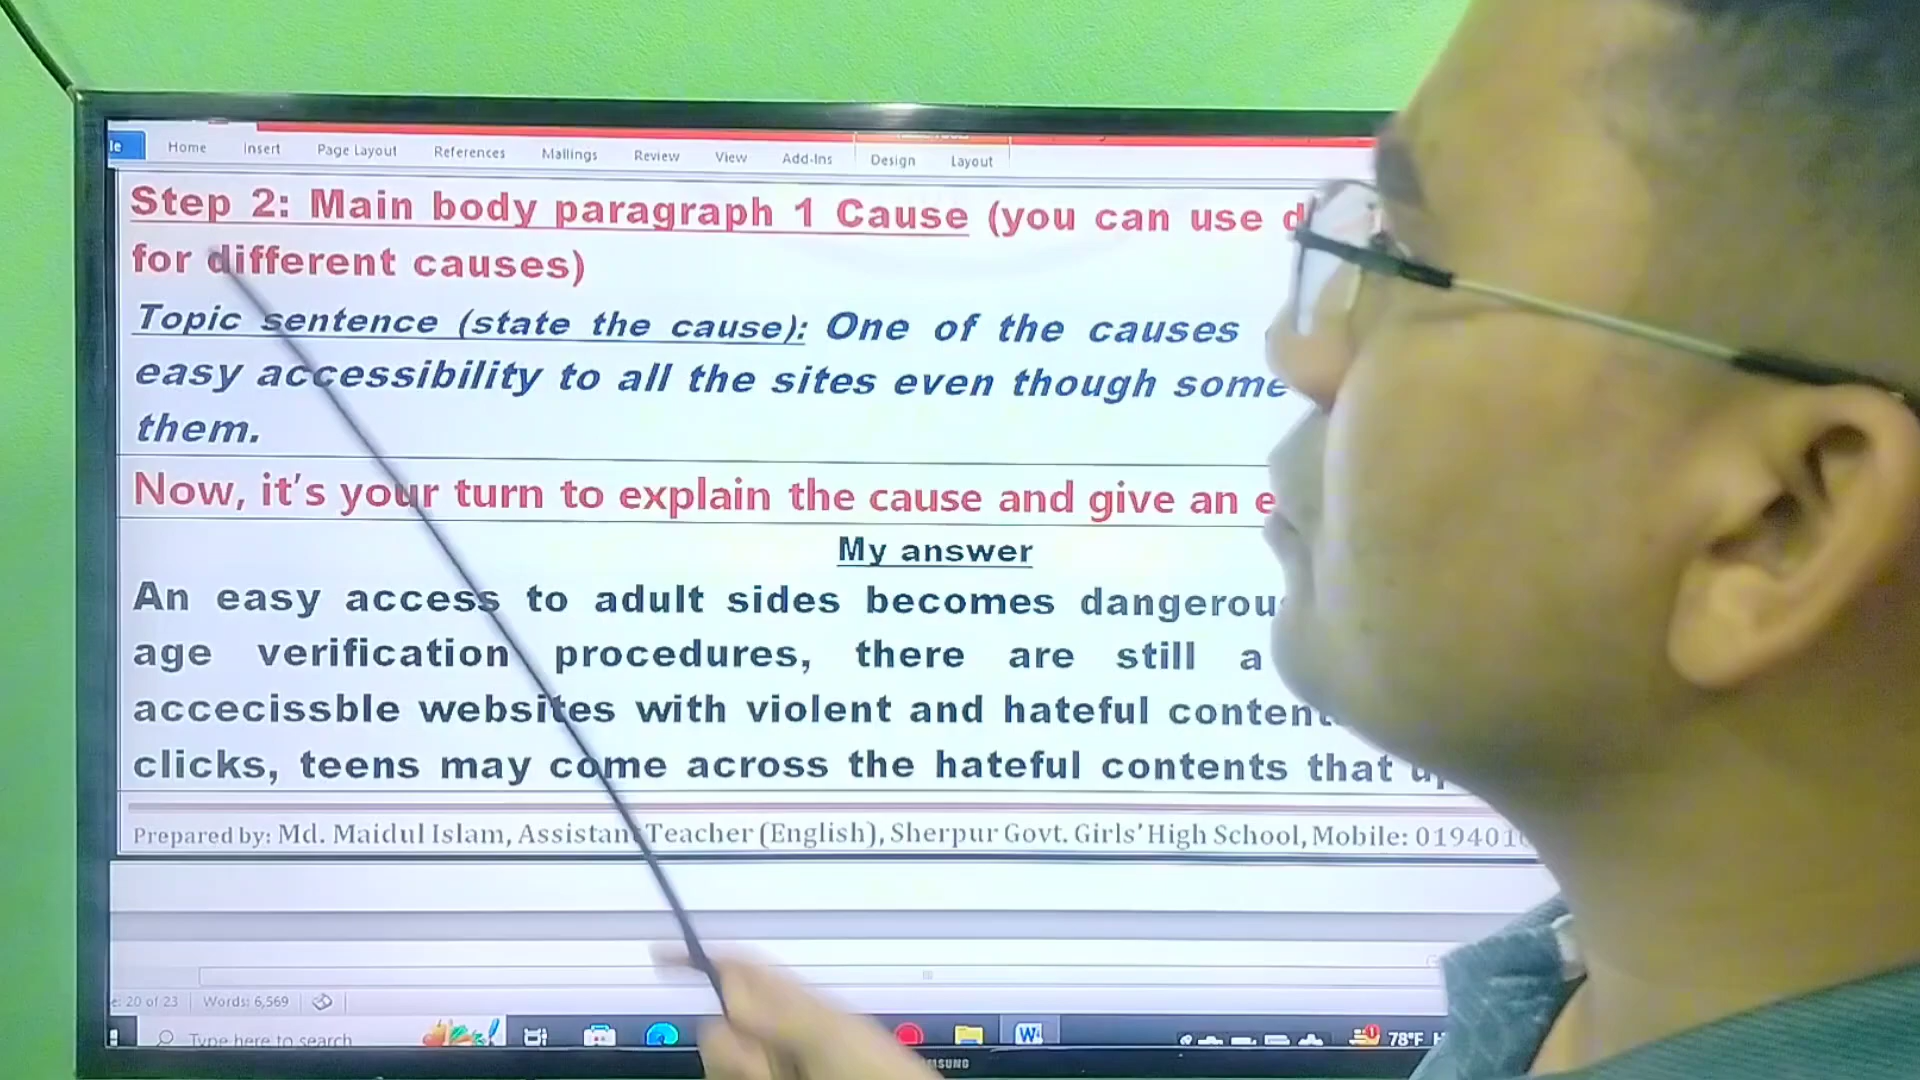 le Home Insert Page Layout References Mailings Review View Add-Ins Design Layout
Step 2: Main body paragraph 1 Cause (you can use
for different causes)
Topic sentence (state the cause): One of the causes
easy accessibility to all the sites even though some
them.
Now, it's your turn to explain the cause and give an
My answer
An easy access to adult sides becomes
age verification procedures, there are still a
accecissble websites with violent and hateful
clicks, teens may come across the hateful contents that
Prepared by: Md. Maidul Islam, Assistant Teacher (English), Sherpur Govt. Girls' High School, Mobile: 01940
20 of 23 Words: 6,569
Type here to search W 78°F